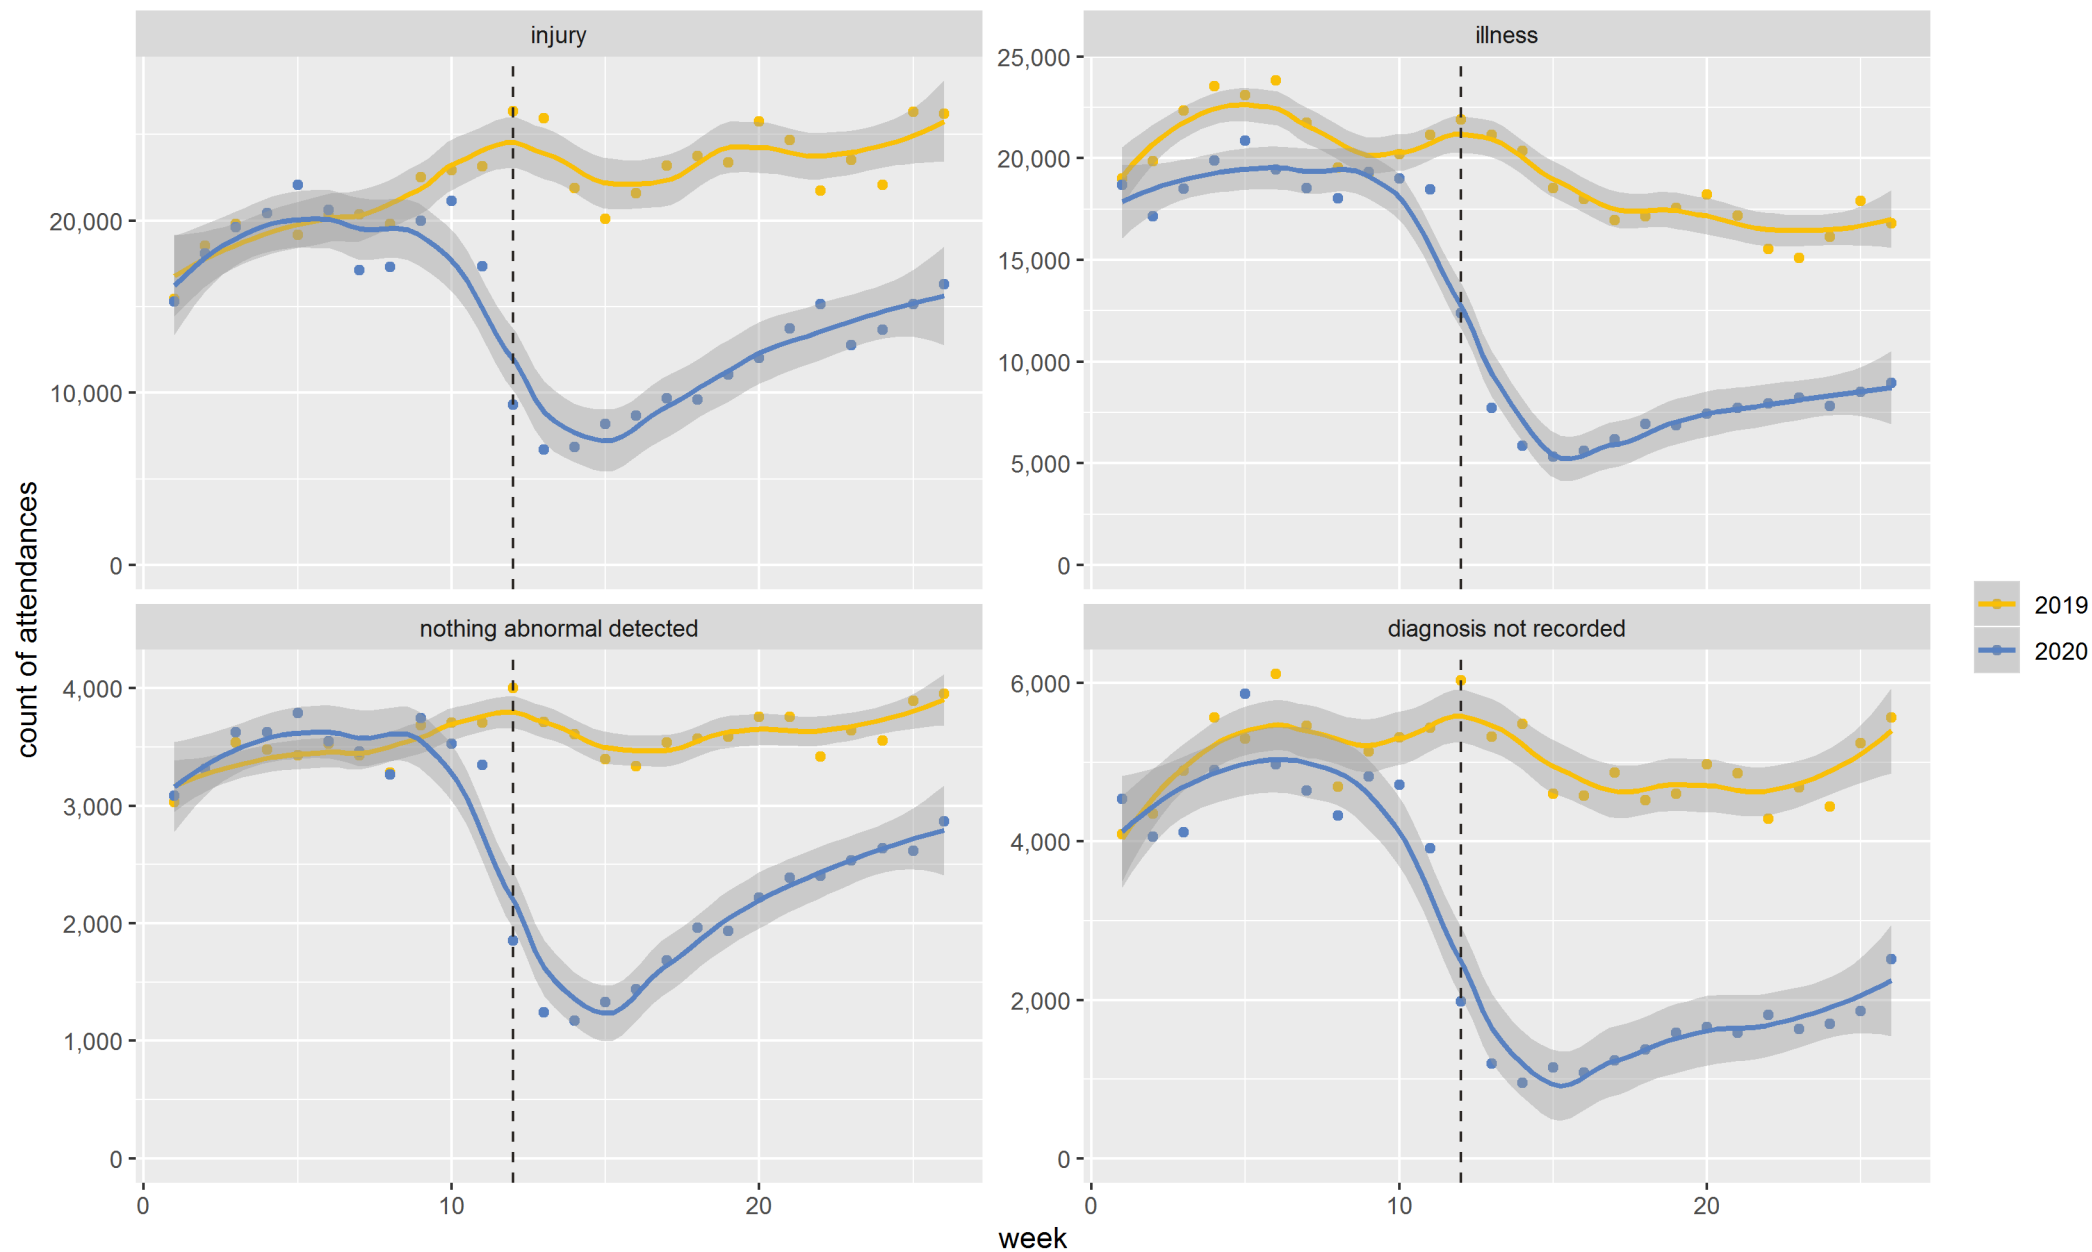 injury
illness
20,000
10,000
0
25,000
20,000
15,000
10,000
5,000
0
count of attendances
nothing abnormal detected
diagnosis not recorded
4,000
3,000
2,000
1,000
0
6,000
4,000
2,000
0
0 10 20
0 10 20
week
2019
2020